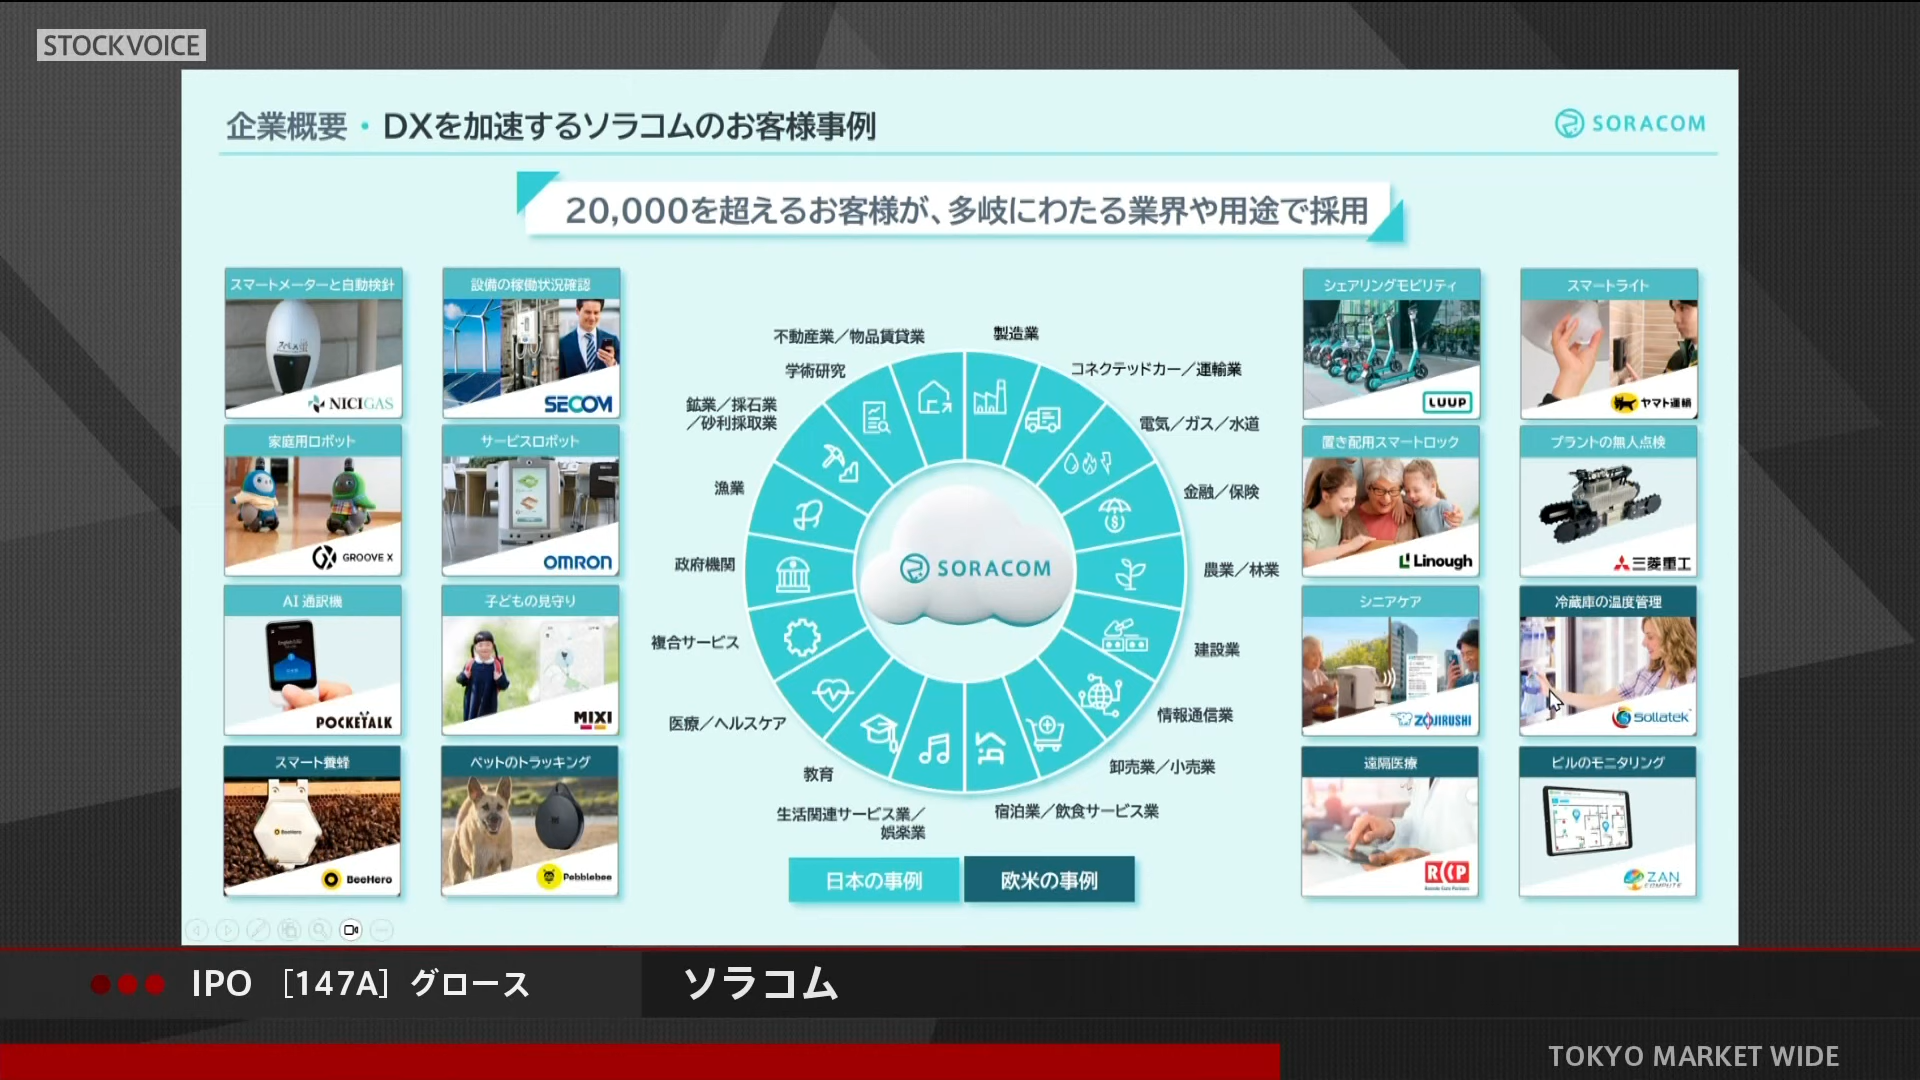 STOCKVOICE
企業概要・DXを加速するソラコムのお客様事例
SORACOM
20,000を超えるお客様が、多岐にわたる業界や用途で採用
スマートメーターと自動検針
NICIGAS
設備の稼働状況確認
SECOM
家庭用ロボット
GROOVE X
サービスロボット
OMRON
AI 通訳機
POCKETALK
子どもの見守り
MIXI
スマート養蜂
BeeHero
BeeHero
ペットのトラッキング
Pebblebee
不動産業／物品賃貸業
製造業
学術研究
コネクテッドカー／運輸業
鉱業／採石業
／砂利採取業
電気／ガス／水道
漁業
金融／保険
政府機関
農業／林業
SORACOM
複合サービス
建設業
医療／ヘルスケア
情報通信業
教育
卸売業／小売業
生活関連サービス業／
娯楽業
宿泊業／飲食サービス業
日本の事例
欧米の事例
シェアリングモビリティ
LUUP
スマートライト
ヤマト運輸
置き配用スマートロック
Linough
プラントの無人点検
三菱重工
シニアケア
ZOJIRUSHI
冷蔵庫の温度管理
Sollatek
遠隔医療
RCP
Remote Care Partners
ビルのモニタリング
ZAN
COMPUTE
IPO ［147A］グロース
ソラコム
TOKYO MARKET WIDE